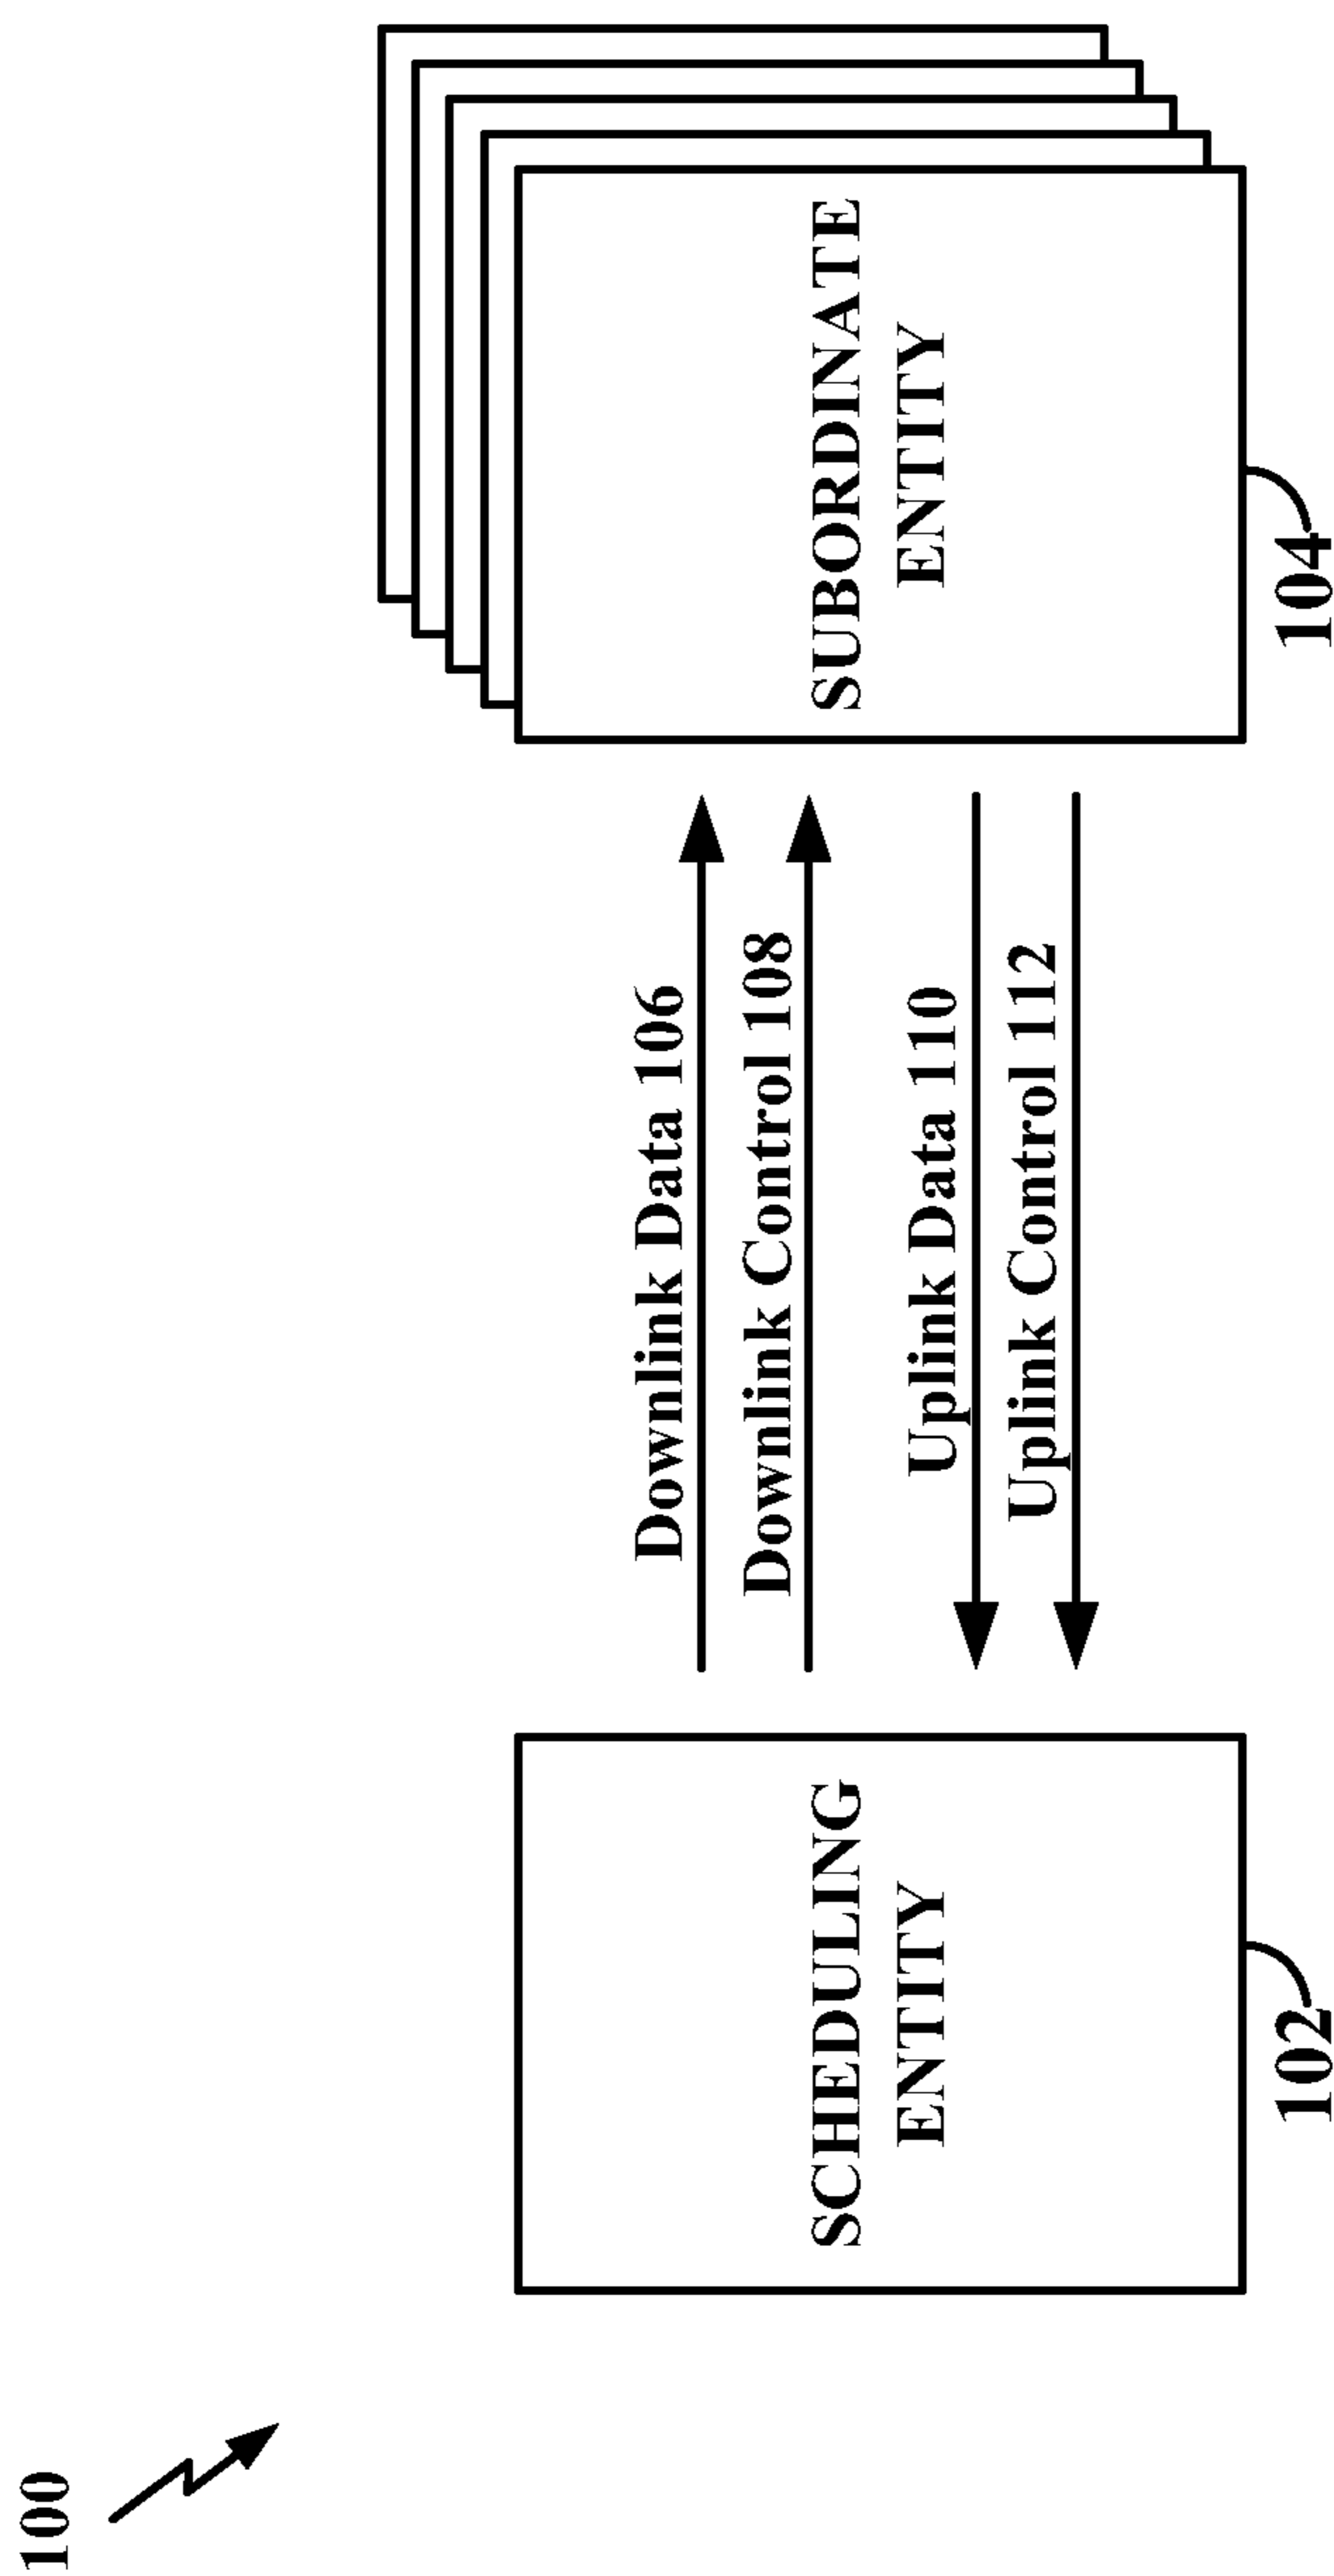 100
SCHEDULING
ENTITY
102
Downlink Data 106
Downlink Control 108
Uplink Data 110
Uplink Control 112
SUBORDINATE
ENTITY
104